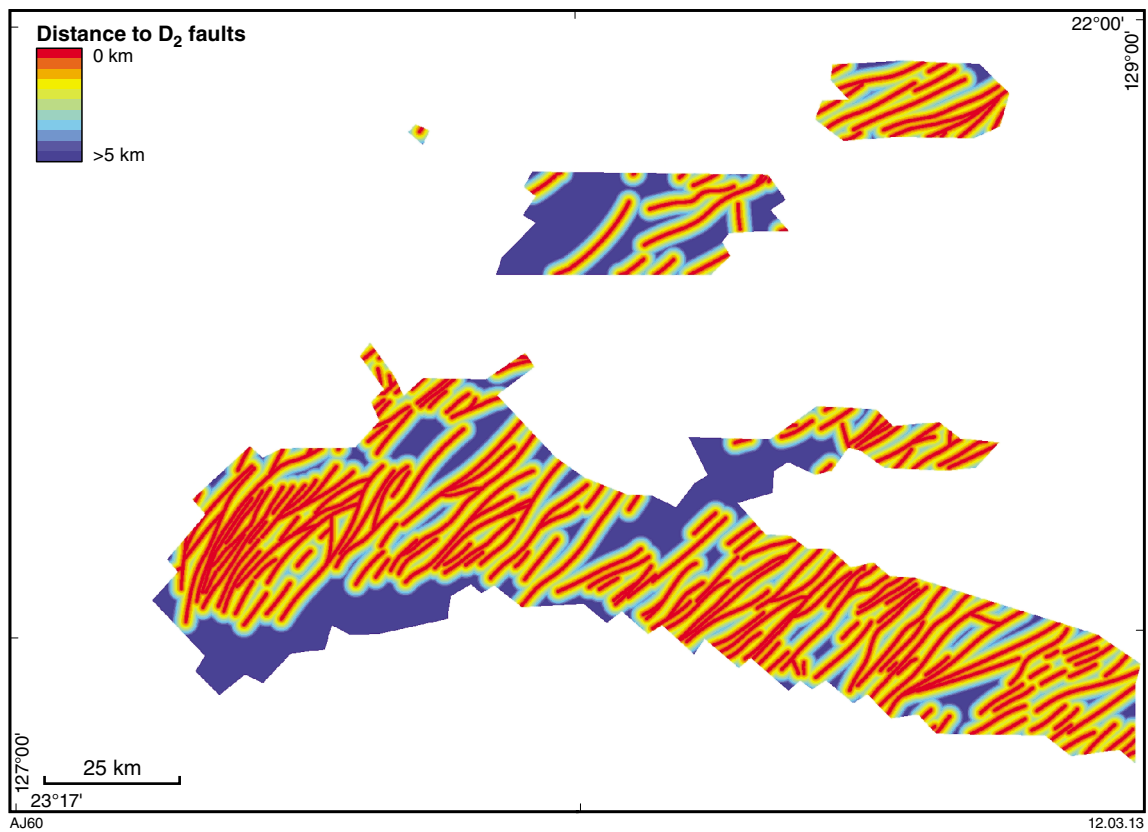 Distance to D₂ faults
0 km
>5 km
22°00'
129°00'
127°00'
25 km
23°17'
AJ60
12.03.13